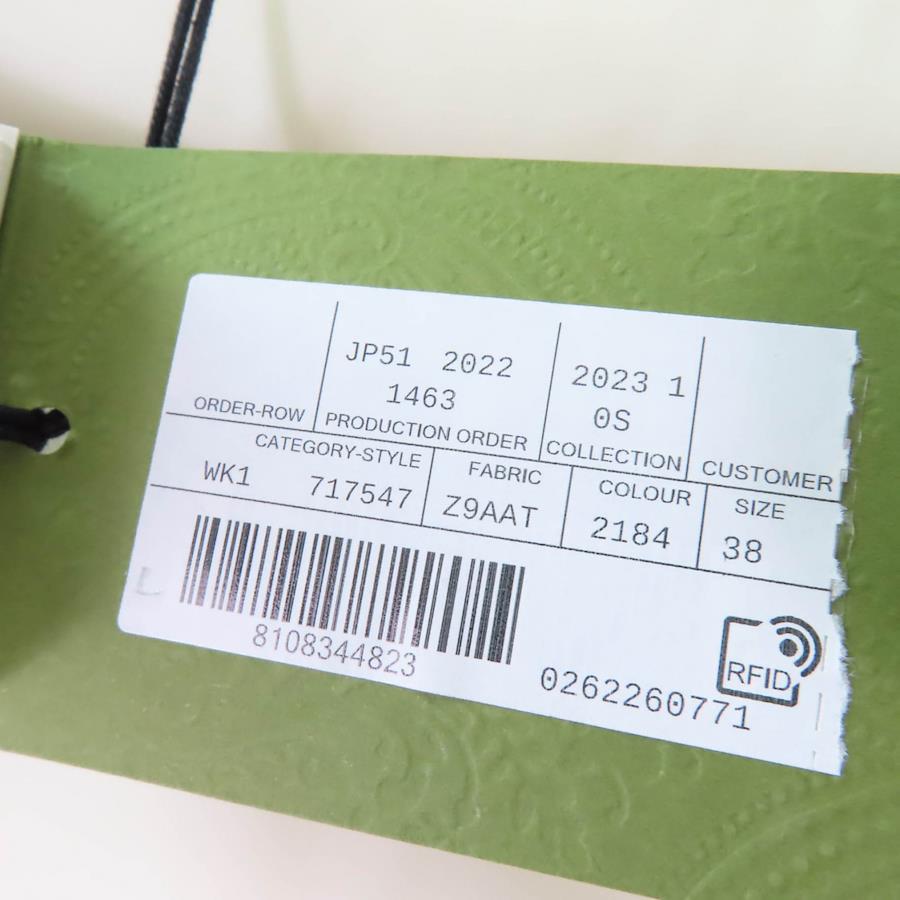 JP51 2022
1463
2023 1
0S
ORDER-ROW PRODUCTION ORDER COLLECTION CUSTOMER
CATEGORY-STYLE FABRIC COLOUR SIZE
WK1 717547 Z9AAT 2184 38
8108344823
0262260771
RFID